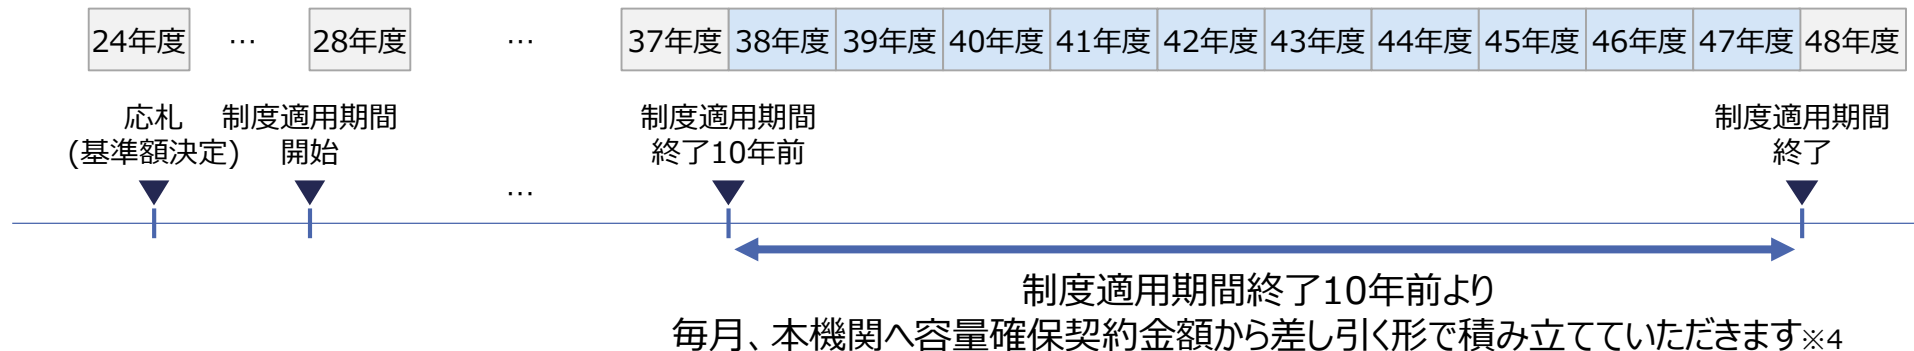 24年度 … 28年度 … 37年度 38年度 39年度 40年度 41年度 42年度 43年度 44年度 45年度 46年度 47年度 48年度
応札
(基準額決定)
制度適用期間
開始
…
制度適用期間
終了10年前
制度適用期間
終了
制度適用期間終了10年前より
毎月、本機関へ容量確保契約金額から差し引く形で積み立てていただきます※4